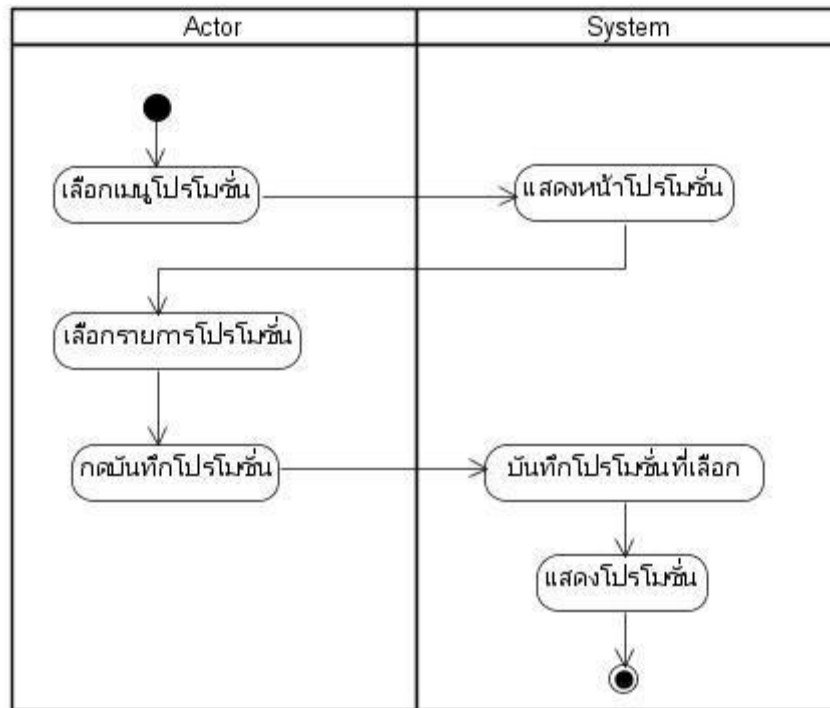 Actor
System
เลือกเมนูโปรโมชั่น
แสดงหน้าโปรโมชั่น
เลือกรายการโปรโมชั่น
กดบันทึกโปรโมชั่น
บันทึกโปรโมชั่นที่เลือก
แสดงโปรโมชั่น